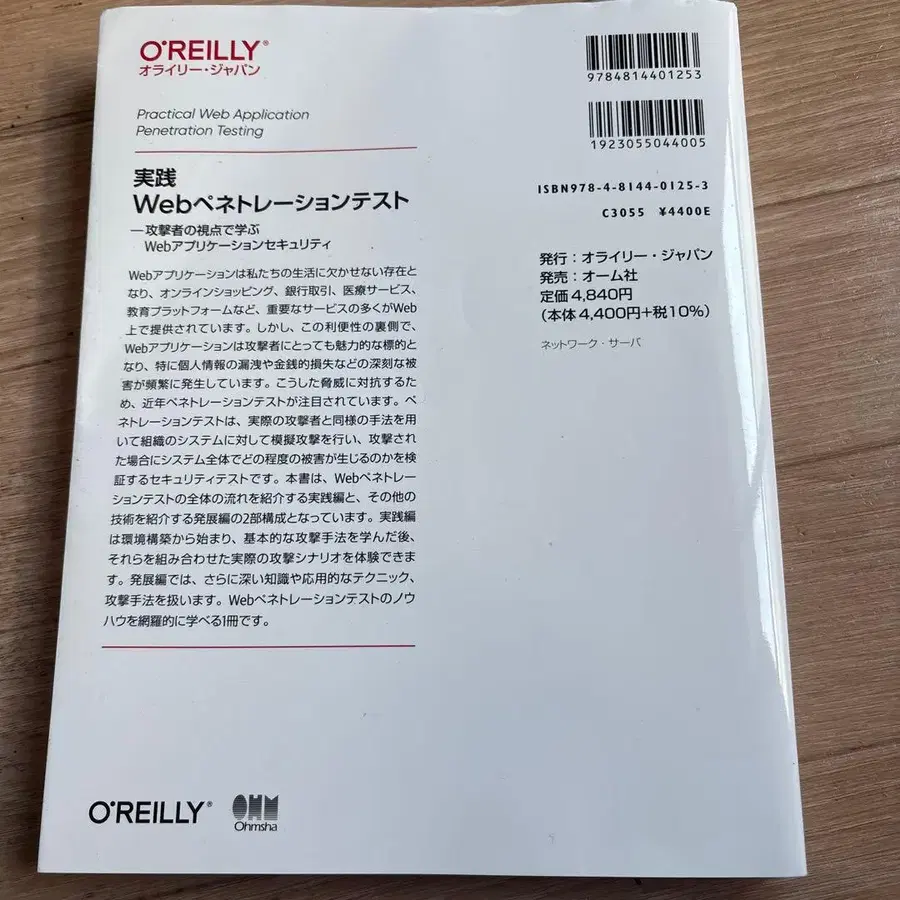 O'REILLY®
オライリー・ジャパン
Practical Web Application
Penetration Testing
実践
Webペネトレーションテスト
―攻撃者の視点で学ぶ
Webアプリケーションセキュリティ
Webアプリケーションは私たちの生活に欠かせない存在と
なり、オンラインショッピング、銀行取引、医療サービス、
教育プラットフォームなど、重要なサービスの多くがWeb
上で提供されています。しかし、この利便性の裏側で、
Webアプリケーションは攻撃者にとっても魅力的な標的と
なり、特に個人情報の漏洩や金銭的損失などの深刻な被
害が頻繁に発生しています。こうした脅威に対抗するた
め、近年ペネトレーションテストが注目されています。ペ
ネトレーションテストは、実際の攻撃者と同様の手法を用
いて組織のシステムに対して模擬攻撃を行い、攻撃され
た場合にシステム全体でどの程度の被害が生じるのかを検
証するセキュリティテストです。本書は、Webペネトレー
ションテストの全体の流れを紹介する実践編と、その他の
技術を紹介する発展編の2部構成となっています。実践編
は環境構築から始まり、基本的な攻撃手法を学んだ後、
それらを組み合わせた実際の攻撃シナリオを体験できま
す。発展編では、さらに深い知識や応用的なテクニック、
攻撃手法を扱います。Webペネトレーションテストのノウ
ハウを網羅的に学べる1冊です。
9784814401253
1923055044005
ISBN978-4-8144-0125-3
C3055 ¥4400E
発行：オライリー・ジャパン
発売：オーム社
定価4,840円
（本体4,400円+税10%）
ネットワーク・サーバ
O'REILLY®
OHM
Ohmsha